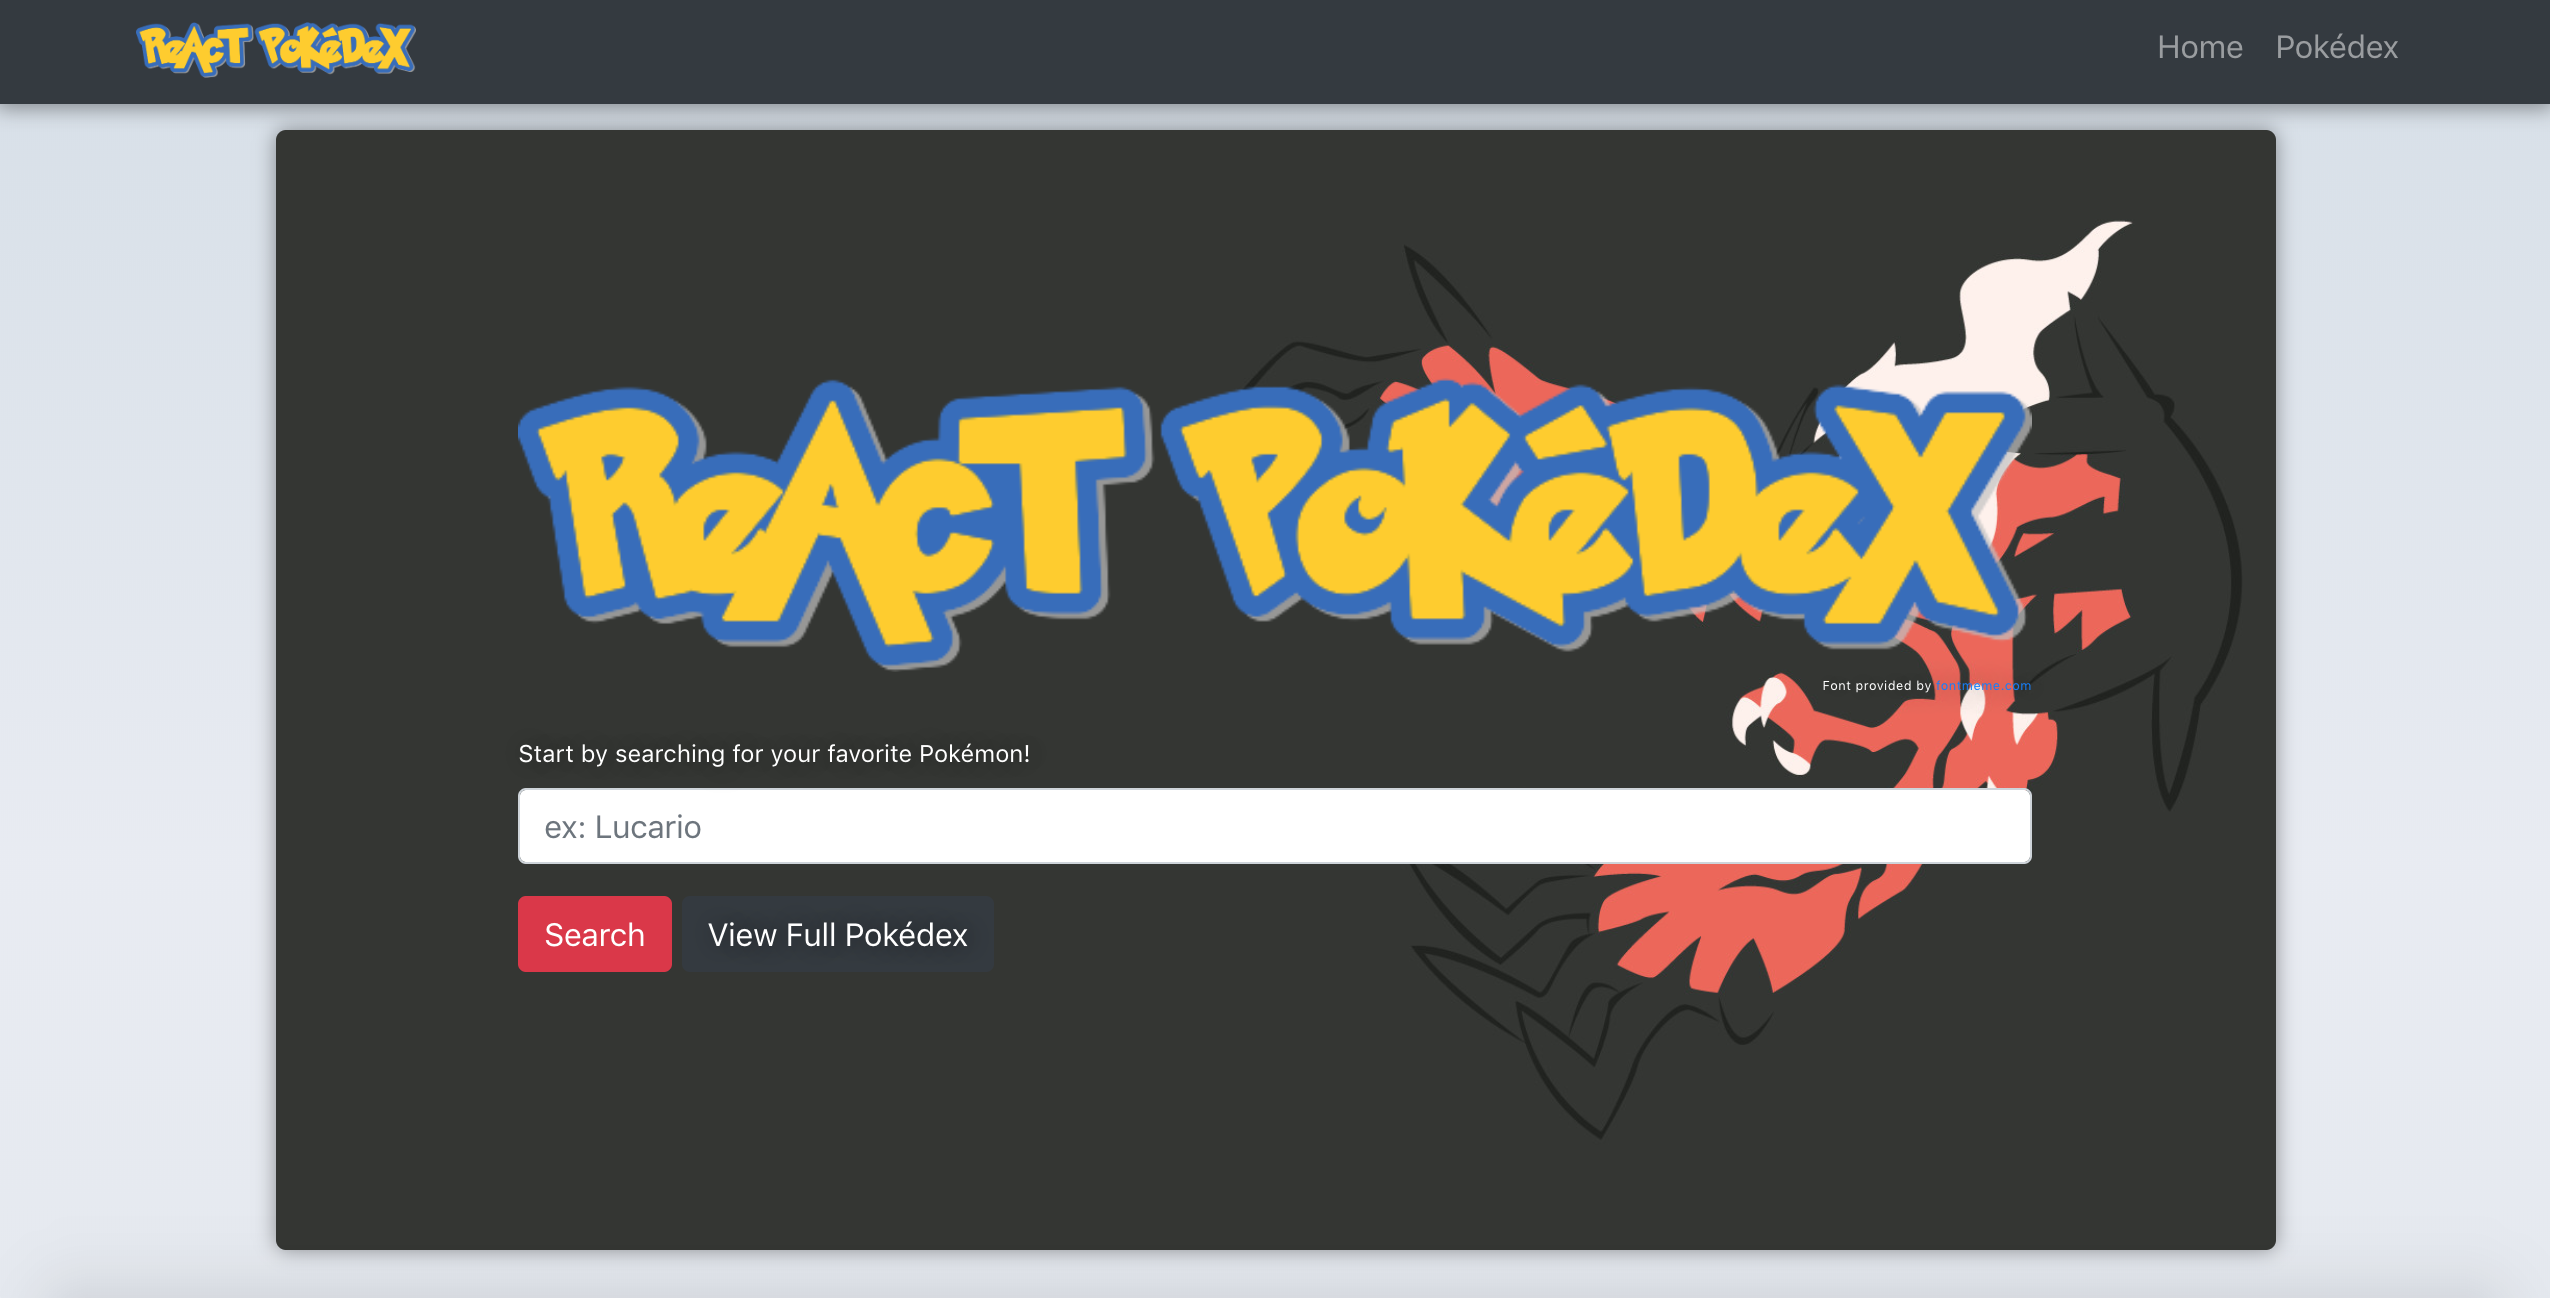 ReAcT PoKéDeX
Home Pokédex
ReAcT PoKéDeX
Font provided by fontmeme.com
Start by searching for your favorite Pokémon!
ex: Lucario
Search View Full Pokédex